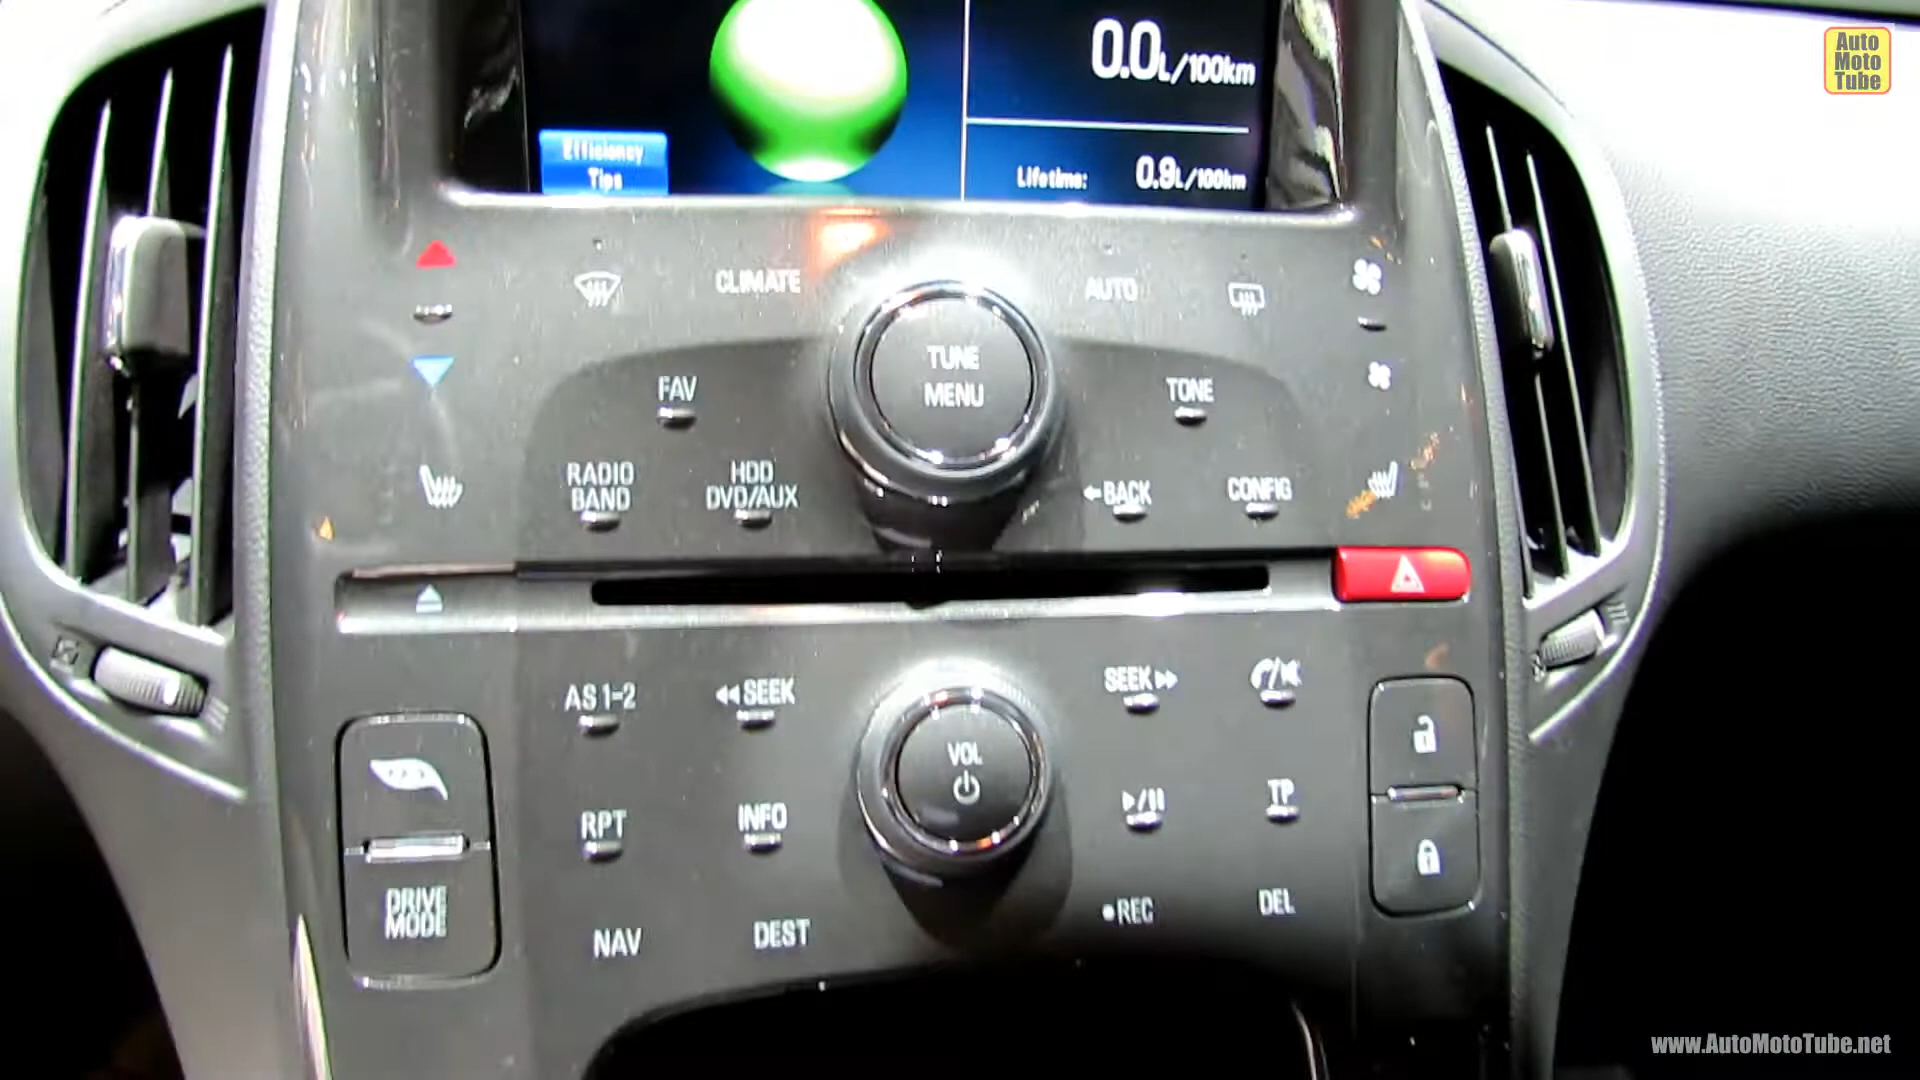 Auto
Moto
Tube
0.0L/100km
Efficiency
Tips
Lifetime: 0.9L/100km
CLIMATE
AUTO
TUNE
MENU
FAV
TONE
RADIO
BAND
HDD
DVD/AUX
BACK
CONFIG
AS 1-2
SEEK
SEEK
VOL
RPT
INFO
TP
DRIVE
MODE
NAV
DEST
REC
DEL
www.AutoMotoTube.net